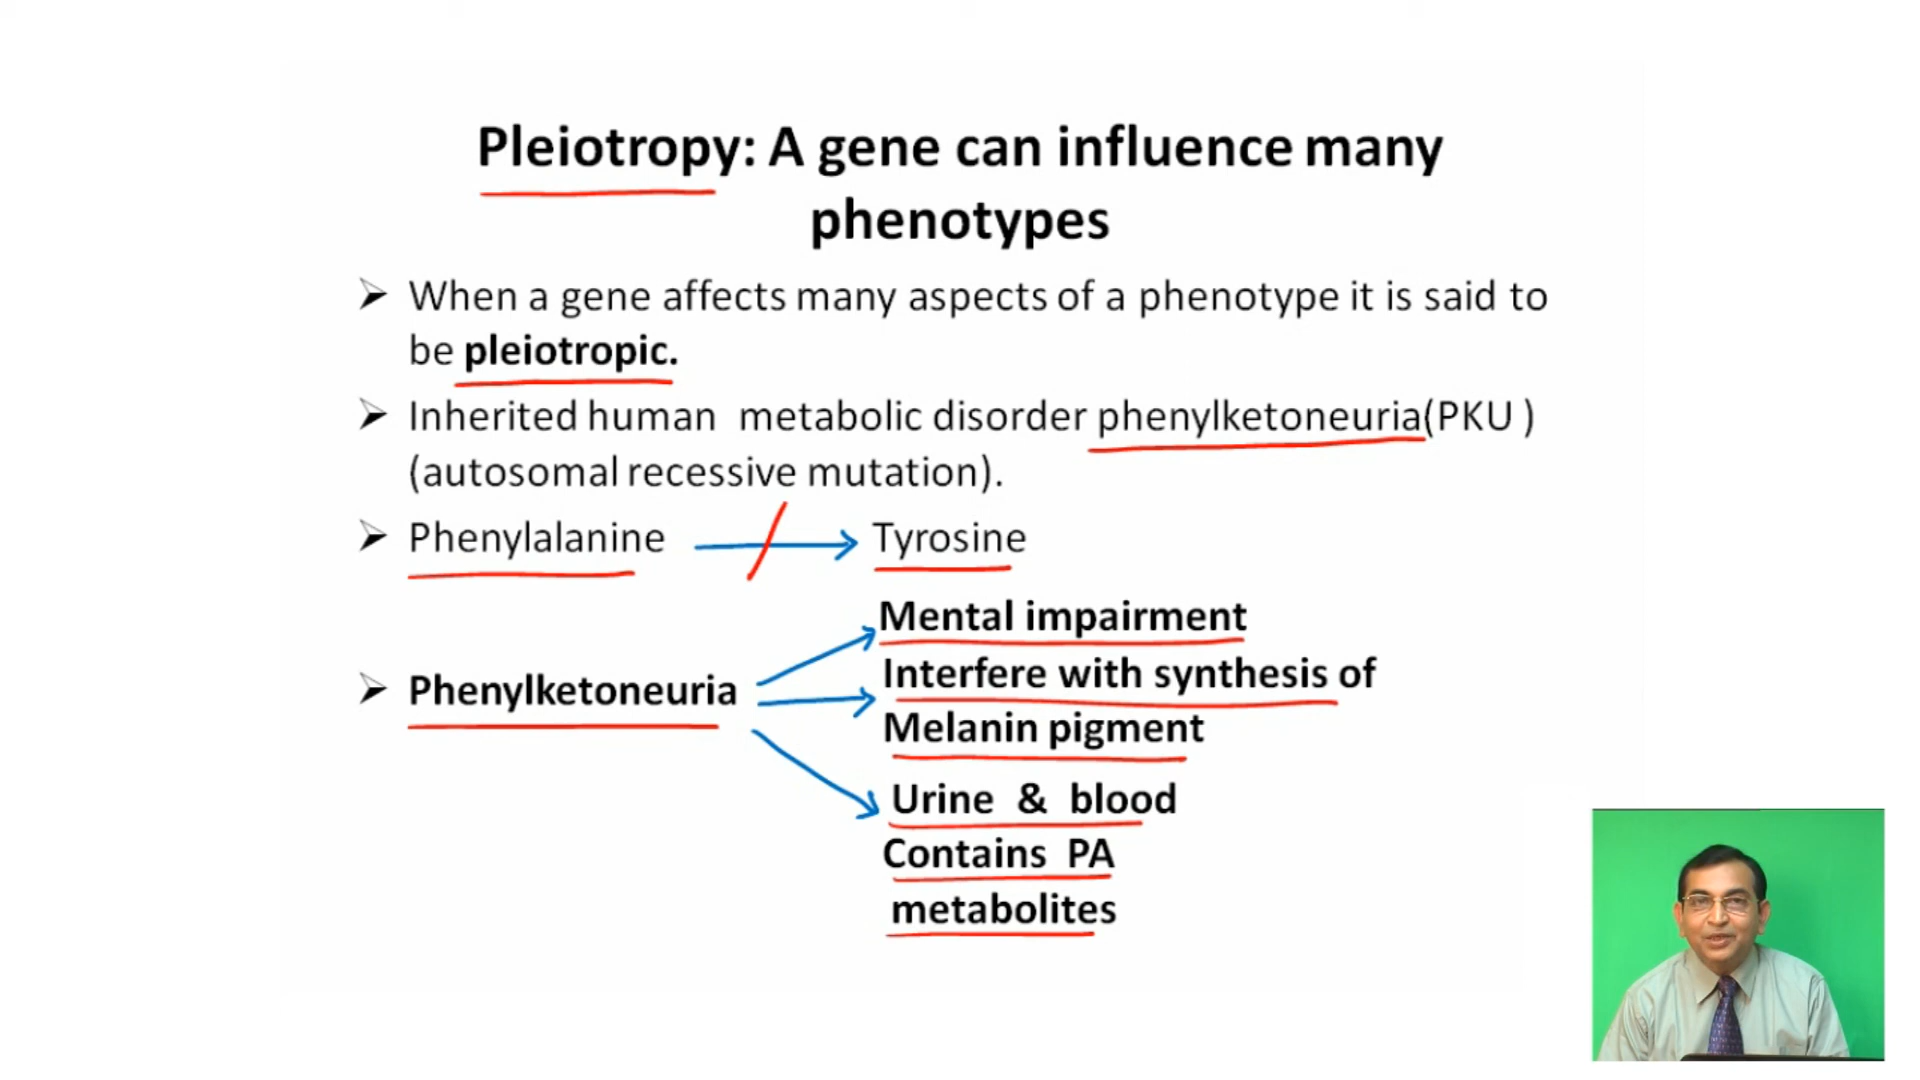 Pleiotropy: A gene can influence many
phenotypes
When a gene affects many aspects of a phenotype it is said to
be pleiotropic.
Inherited human metabolic disorder phenylketoneuria(PKU )
(autosomal recessive mutation).
Phenylalanine Tyrosine
Mental impairment
Interfere with synthesis of
Phenylketoneuria
Melanin pigment
Urine & blood
Contains PA
metabolites